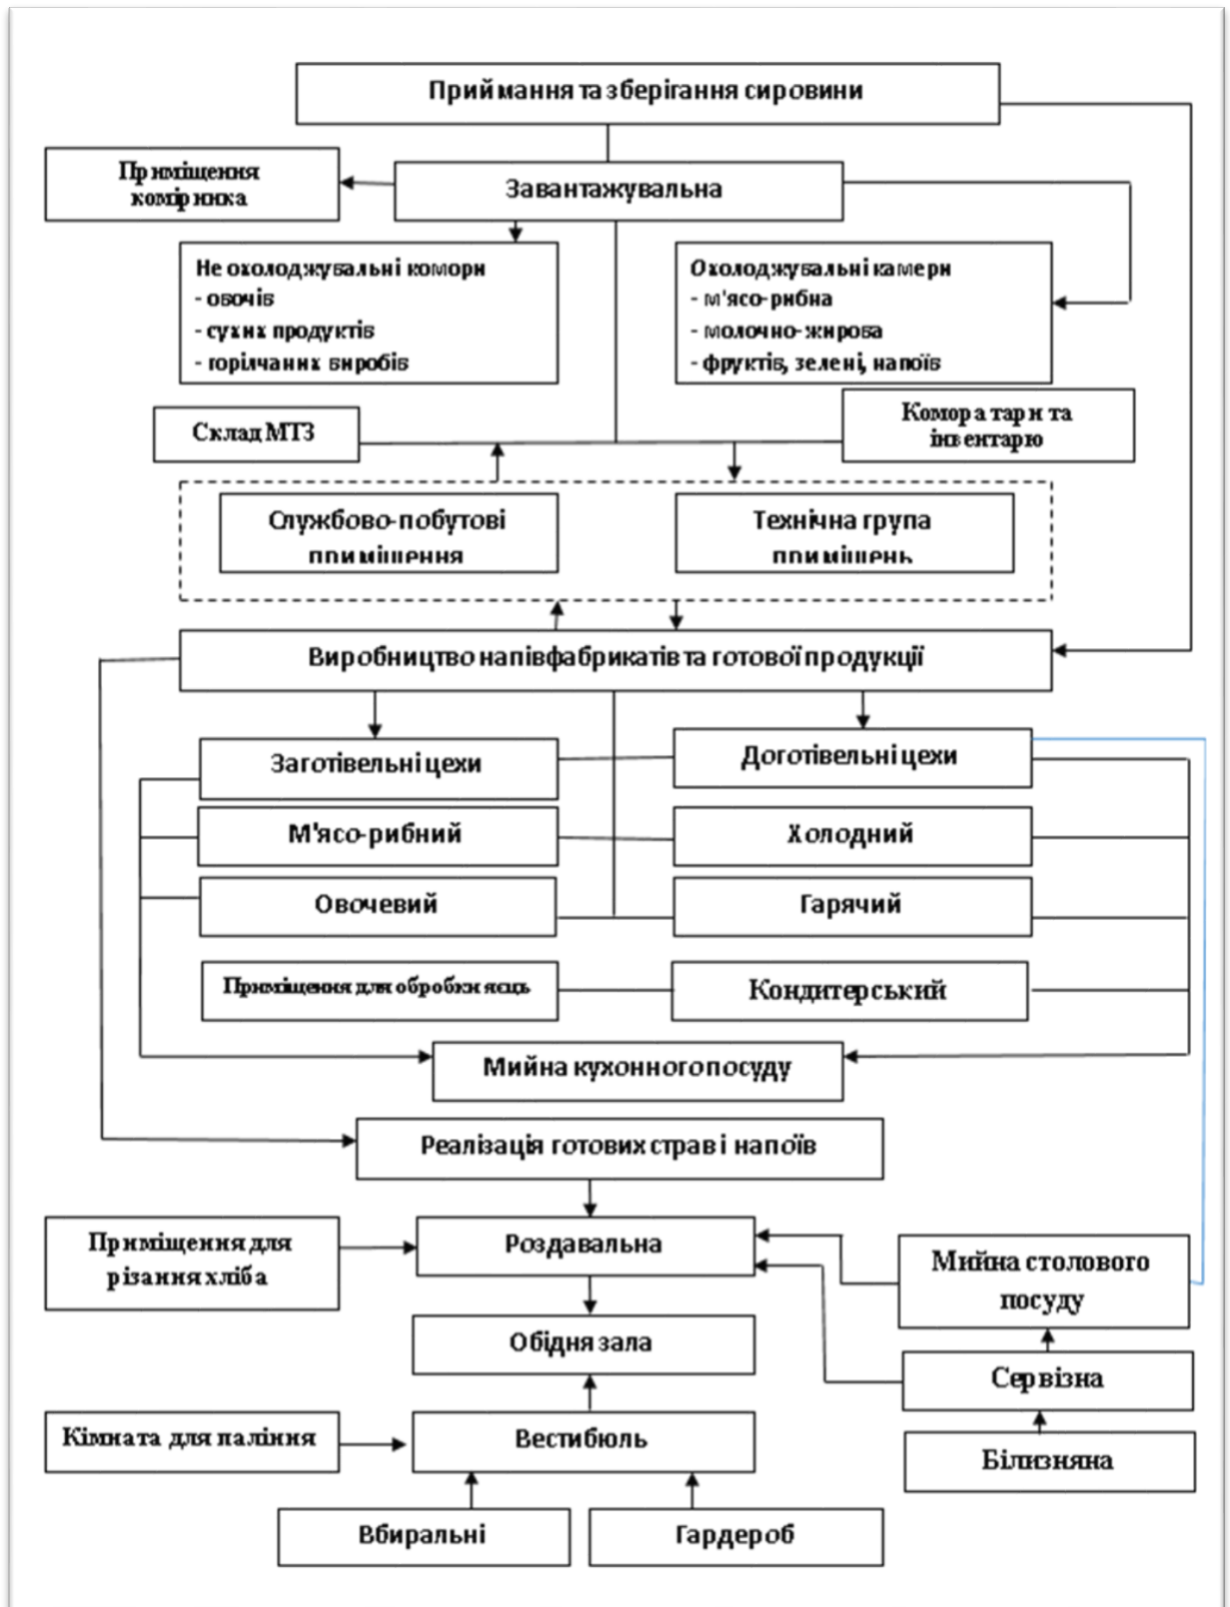 Приймання та зберігання сировини
Приміщення
комірника
Завантажувальна
Не охолоджувальні комори
- овочів
- сухих продуктів
- горілчаних виробів
Охолоджувальні камери
- м'ясо-рибна
- молочно-жирова
- фруктів, зелені, напоїв
Склад МТЗ
Комора тари та
інвентарю
Службово-побутові
приміщення
Технічна група
приміщень
Виробництво напівфабрикатів та готової продукції
Заготівельні цехи
Доготівельні цехи
М'ясо-рибний
Холодний
Овочевий
Гарячий
Приміщення для обробки яєць
Кондитерський
Мийна кухонного посуду
Реалізація готових страв і напоїв
Приміщення для
різання хліба
Роздавальна
Мийна столового
посуду
Обідня зала
Сервізна
Кімната для паління
Вестибюль
Білизняна
Вбиральні
Гардероб